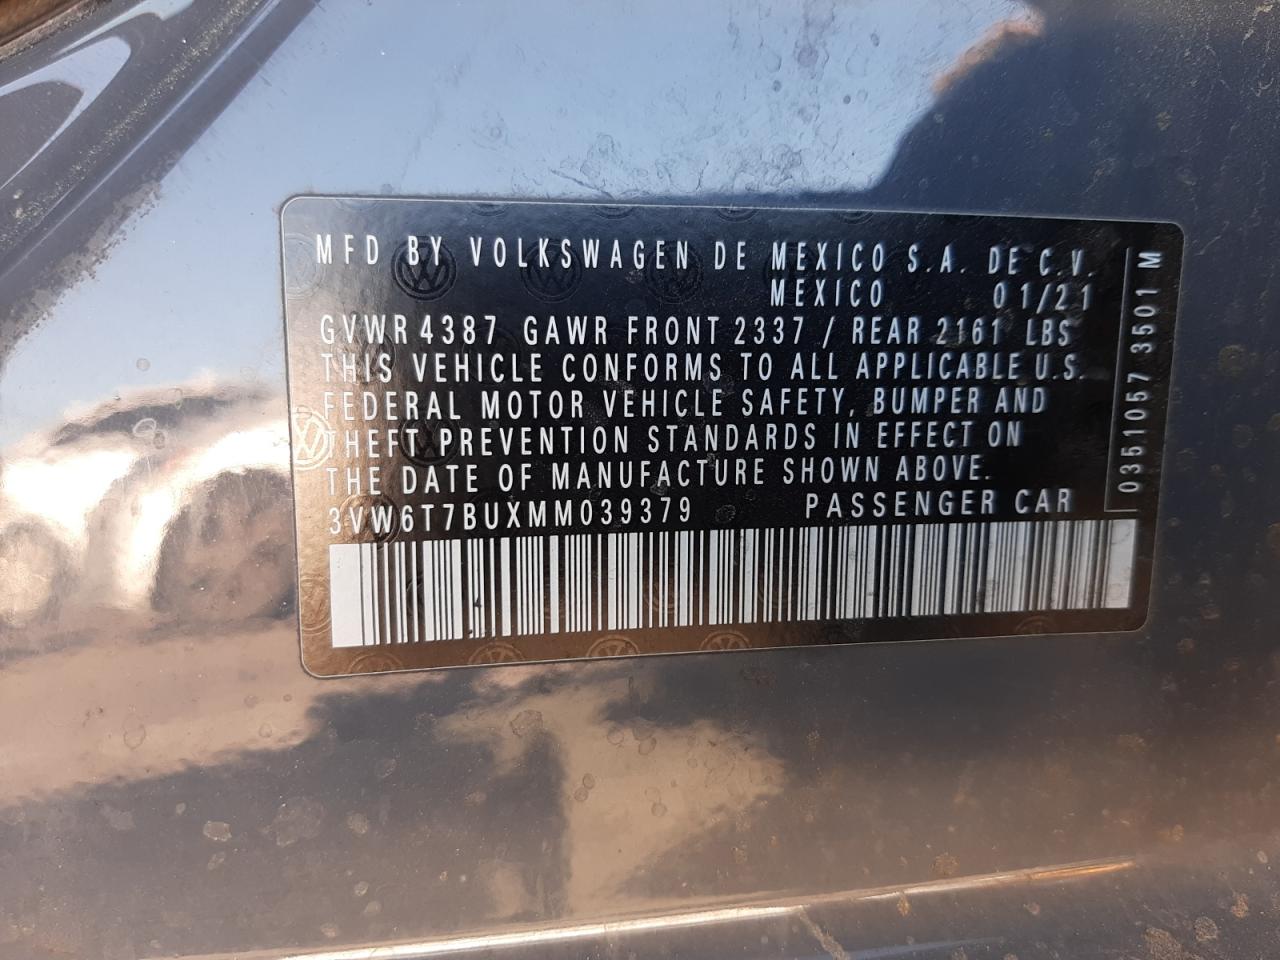 MFD BY VOLKSWAGEN DE MEXICO S.A. DE C.V.
MEXICO 01/21
GVWR 4387 GAWR FRONT 2337 / REAR 2161 LBS
THIS VEHICLE CONFORMS TO ALL APPLICABLE U.S.
FEDERAL MOTOR VEHICLE SAFETY, BUMPER AND
THEFT PREVENTION STANDARDS IN EFFECT ON
THE DATE OF MANUFACTURE SHOWN ABOVE.
3VW6T7BUXMM039379 PASSENGER CAR
0351057 3501 M